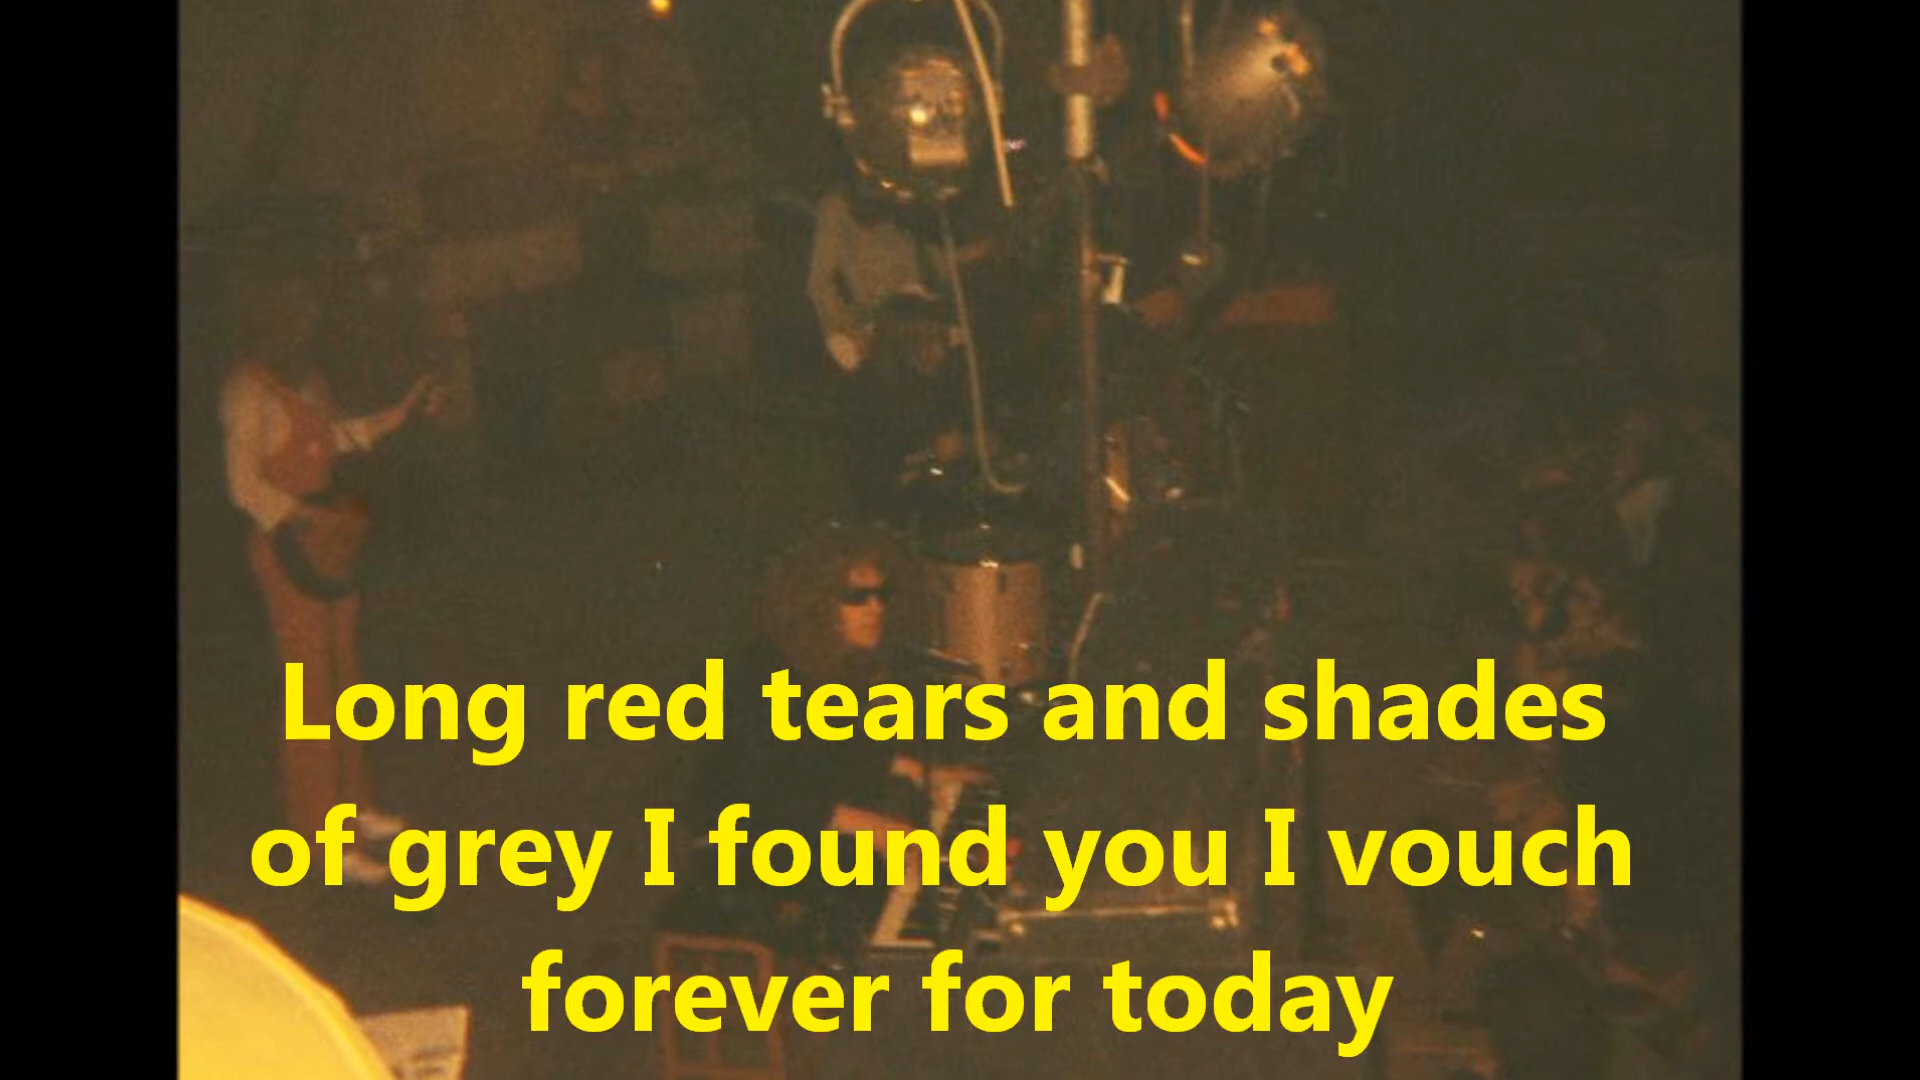 Long red tears and shades
of grey I found you I vouch
forever for today